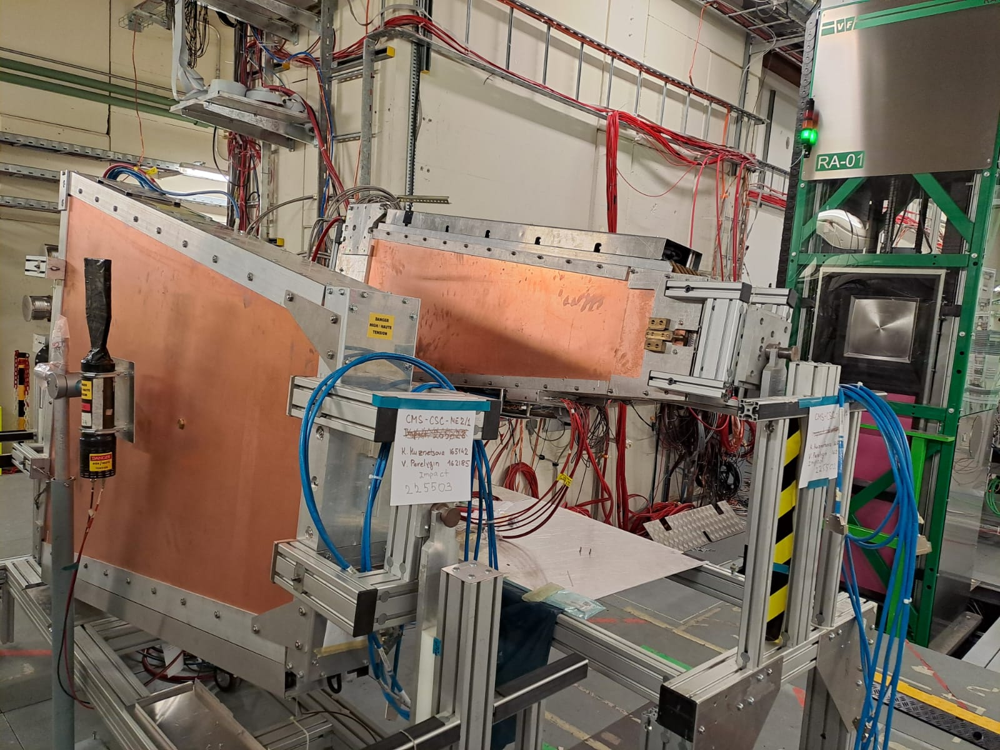 VF
RA-01
DANGER
HIGH / HAUTE
TENSION
CMS-CSC-ME2/1
K. Kuznetsova 165142
V. Perelygin 162185
Impact
225503
DANGER
HIGH / HAUTE
TENSION